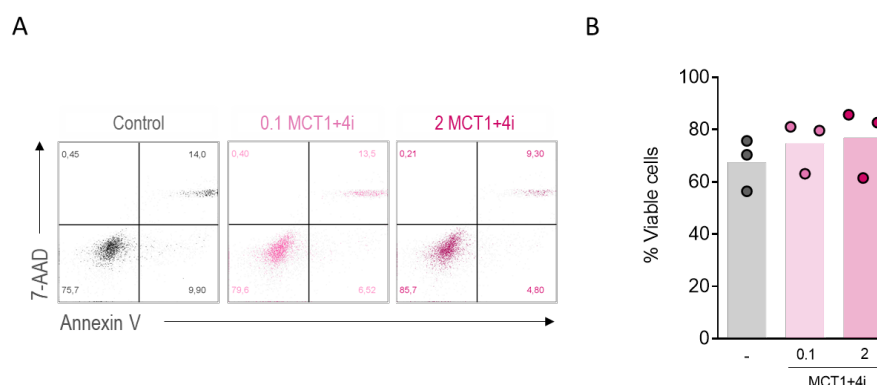 A
B
Control
0.1 MCT1+4i
2 MCT1+4i
0,45
14,0
0,40
13,5
0,21
9,30
7-AAD
75,7
9,90
79,6
6,52
85,7
4,80
Annexin V
% Viable cells
100
80
60
40
20
0
-
0.1
2
MCT1+4i